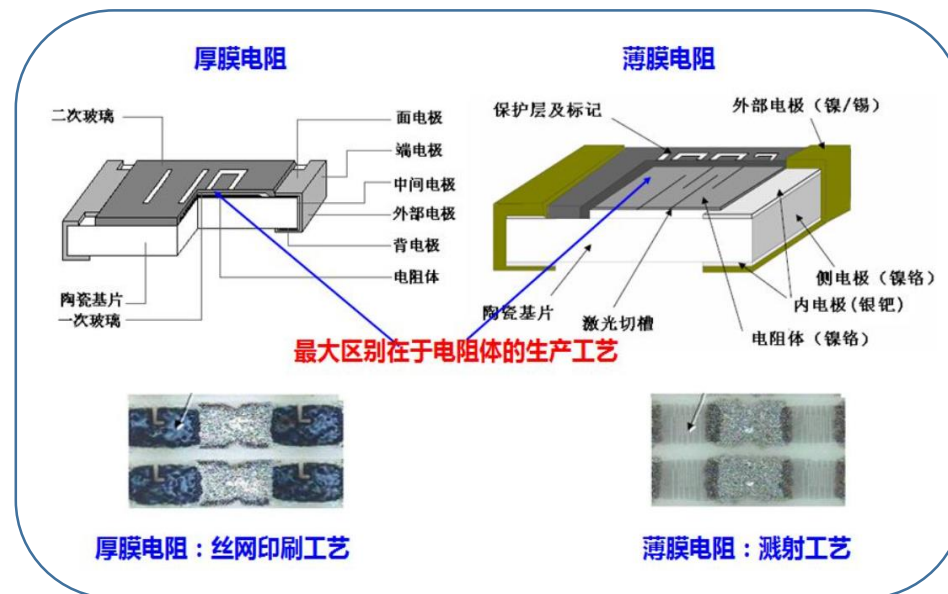 厚膜电阻
薄膜电阻
二次玻璃
面电极
端电极
中间电极
外部电极
背电极
电阻体
陶瓷基片
一次玻璃
保护层及标记
外部电极（镍/锡）
侧电极（镍铬）
内电极(银钯)
陶瓷基片
激光切槽
电阻体（镍铬）
最大区别在于电阻体的生产工艺
厚膜电阻：丝网印刷工艺
薄膜电阻：溅射工艺